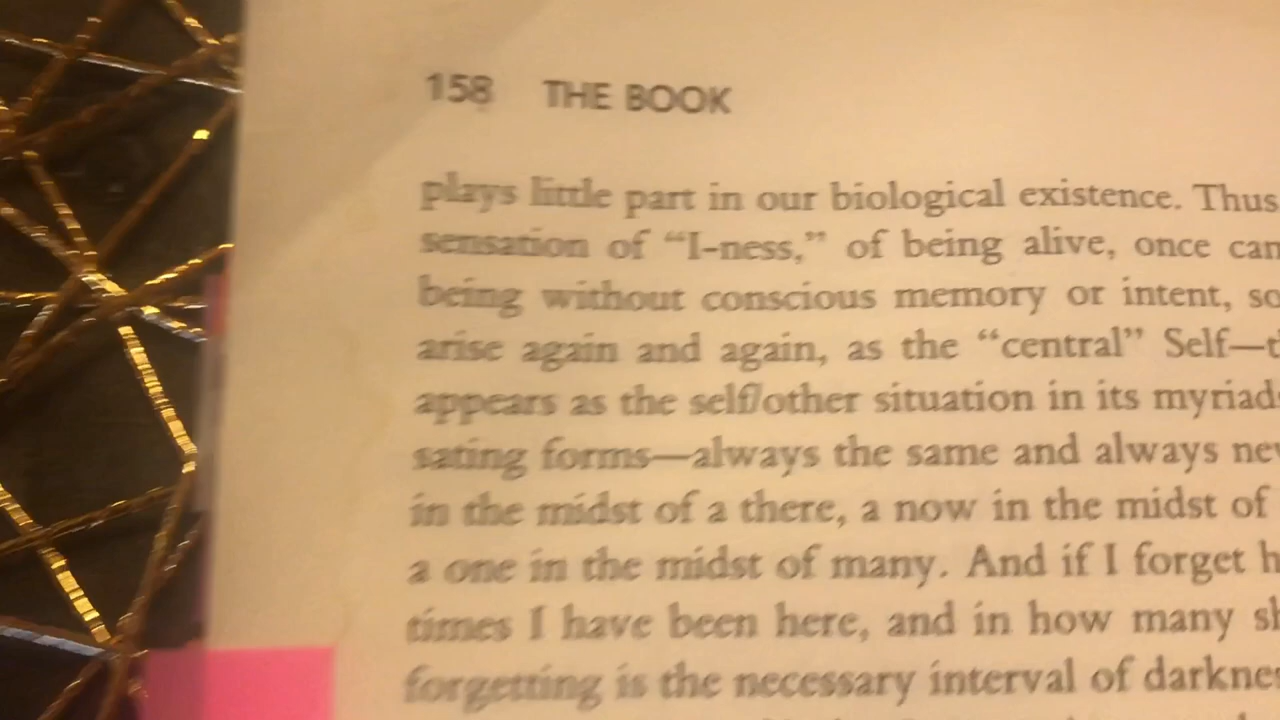 158 THE BOOK
plays little part in our biological existence. Thus
sensation of “I-ness,” of being alive, once can
being without conscious memory or intent, so
arise again and again, as the “central” Self—
appears as the self/other situation in its myriad
sating forms—always the same and always
in the midst of a there, a now in the midst of
a one in the midst of many. And if I forget
times I have been here, and in how many
forgetting is the necessary interval of